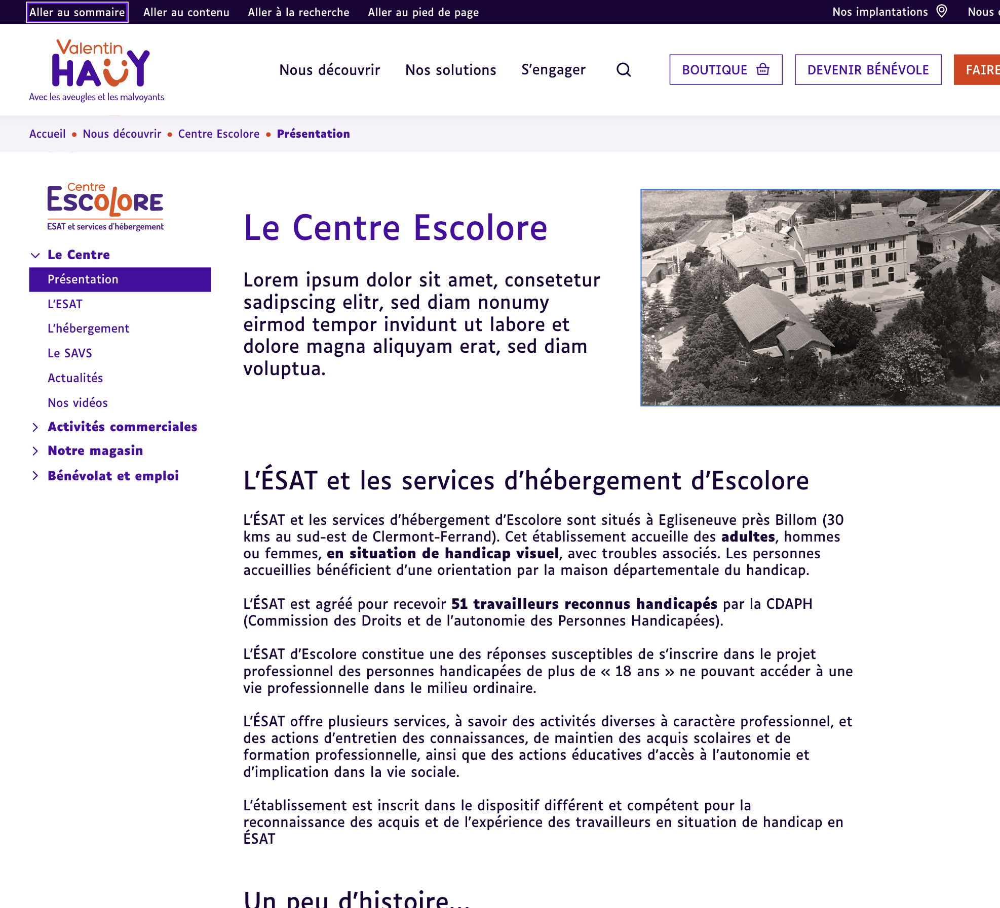 Aller au sommaire Aller au contenu Aller à la recherche Aller au pied de page Nos implantations Nous
Valentin
HAÜY
Avec les aveugles et les malvoyants
Nous découvrir Nos solutions S'engager BOUTIQUE DEVENIR BÉNÉVOLE FAIRE
Accueil • Nous découvrir • Centre Escolore • Présentation
Centre
ESCOLORE
ESAT et services d'hébergement
Le Centre
Présentation
L'ESAT
L'hébergement
Le SAVS
Actualités
Nos vidéos
Activités commerciales
Notre magasin
Bénévolat et emploi
Le Centre Escolore
Lorem ipsum dolor sit amet, consetetur
sadipscing elitr, sed diam nonumy
eirmod tempor invidunt ut labore et
dolore magna aliquyam erat, sed diam
voluptua.
L'ÉSAT et les services d'hébergement d'Escolore
L'ÉSAT et les services d'hébergement d'Escolore sont situés à Egliseneuve près Billom (30
kms au sud-est de Clermont-Ferrand). Cet établissement accueille des adultes, hommes
ou femmes, en situation de handicap visuel, avec troubles associés. Les personnes
accueillies bénéficient d'une orientation par la maison départementale du handicap.
L'ÉSAT est agréé pour recevoir 51 travailleurs reconnus handicapés par la CDAPH
(Commission des Droits et de l'autonomie des Personnes Handicapées).
L'ÉSAT d'Escolore constitue une des réponses susceptibles de s'inscrire dans le projet
professionnel des personnes handicapées de plus de « 18 ans » ne pouvant accéder à une
vie professionnelle dans le milieu ordinaire.
L'ÉSAT offre plusieurs services, à savoir des activités diverses à caractère professionnel, et
des actions d'entretien des connaissances, de maintien des acquis scolaires et de
formation professionnelle, ainsi que des actions éducatives d'accès à l'autonomie et
d'implication dans la vie sociale.
L'établissement est inscrit dans le dispositif différent et compétent pour la
reconnaissance des acquis et de l'expérience des travailleurs en situation de handicap en
ÉSAT
Un peu d'histoire...